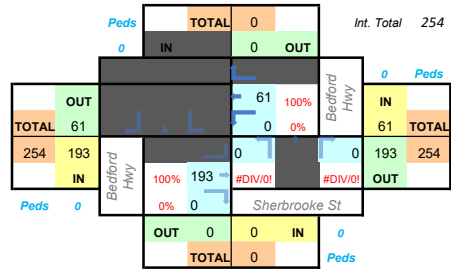 Peds TOTAL 0 Int. Total 254
0 IN 0 OUT
0 Peds
OUT 61 100% Bedford Hwy IN
TOTAL 61 0 0% 61 TOTAL
254 193 Bedford Hwy 100% 193 0 0 193 254
IN #DIV/0! #DIV/0! OUT
Peds 0 0% 0 Sherbrooke St
OUT 0 0 IN 0
TOTAL 0 Peds